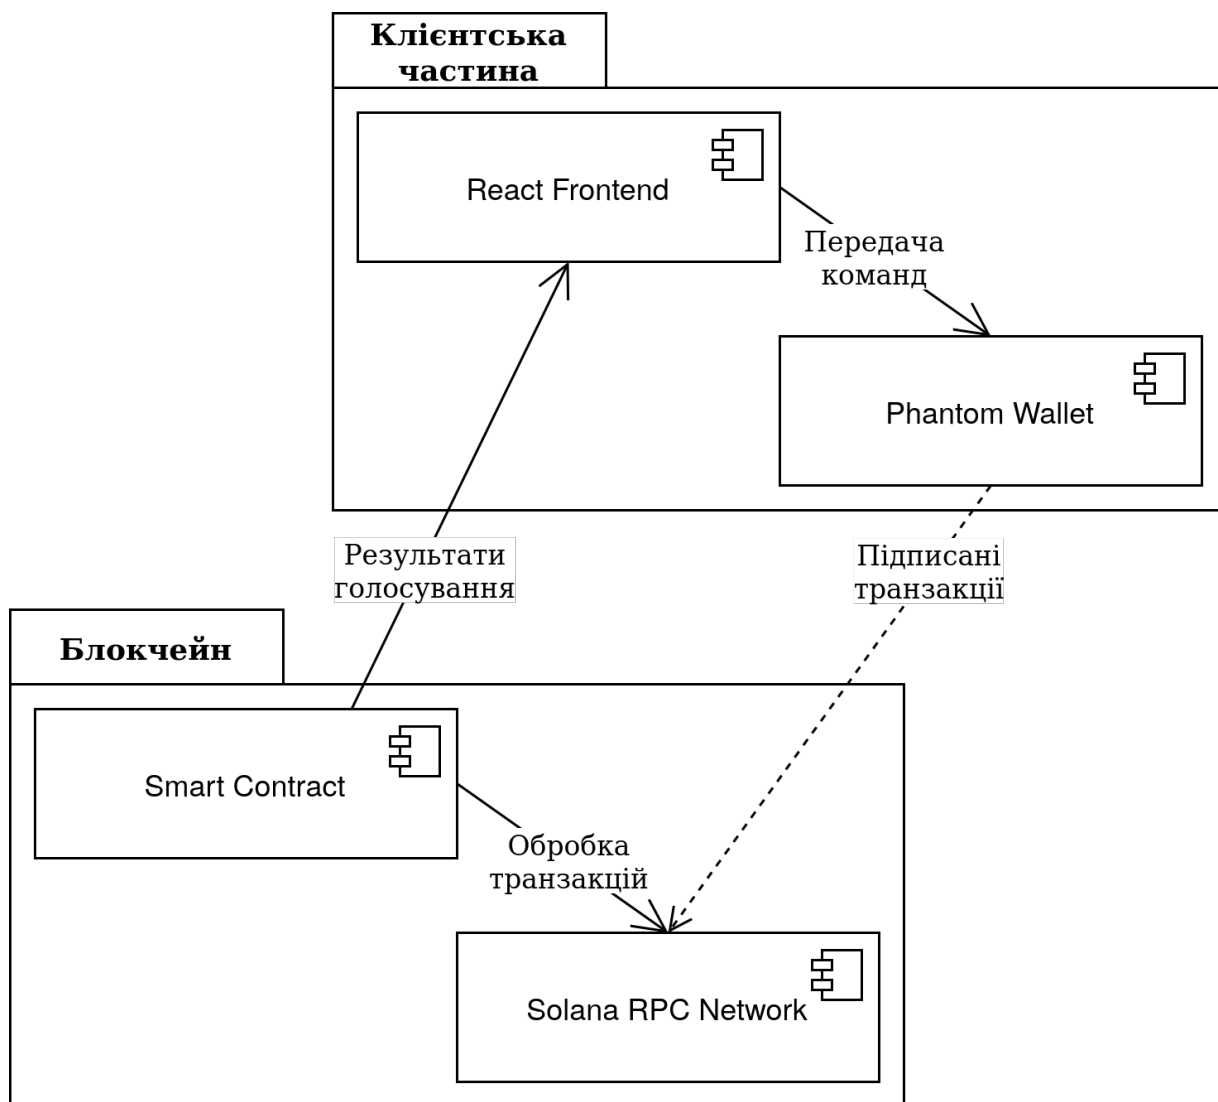 Клієнтська
частина
React Frontend
Передача
команд
Phantom Wallet
Результати
голосування
Підписані
транзакції
Блокчейн
Smart Contract
Обробка
транзакцій
Solana RPC Network